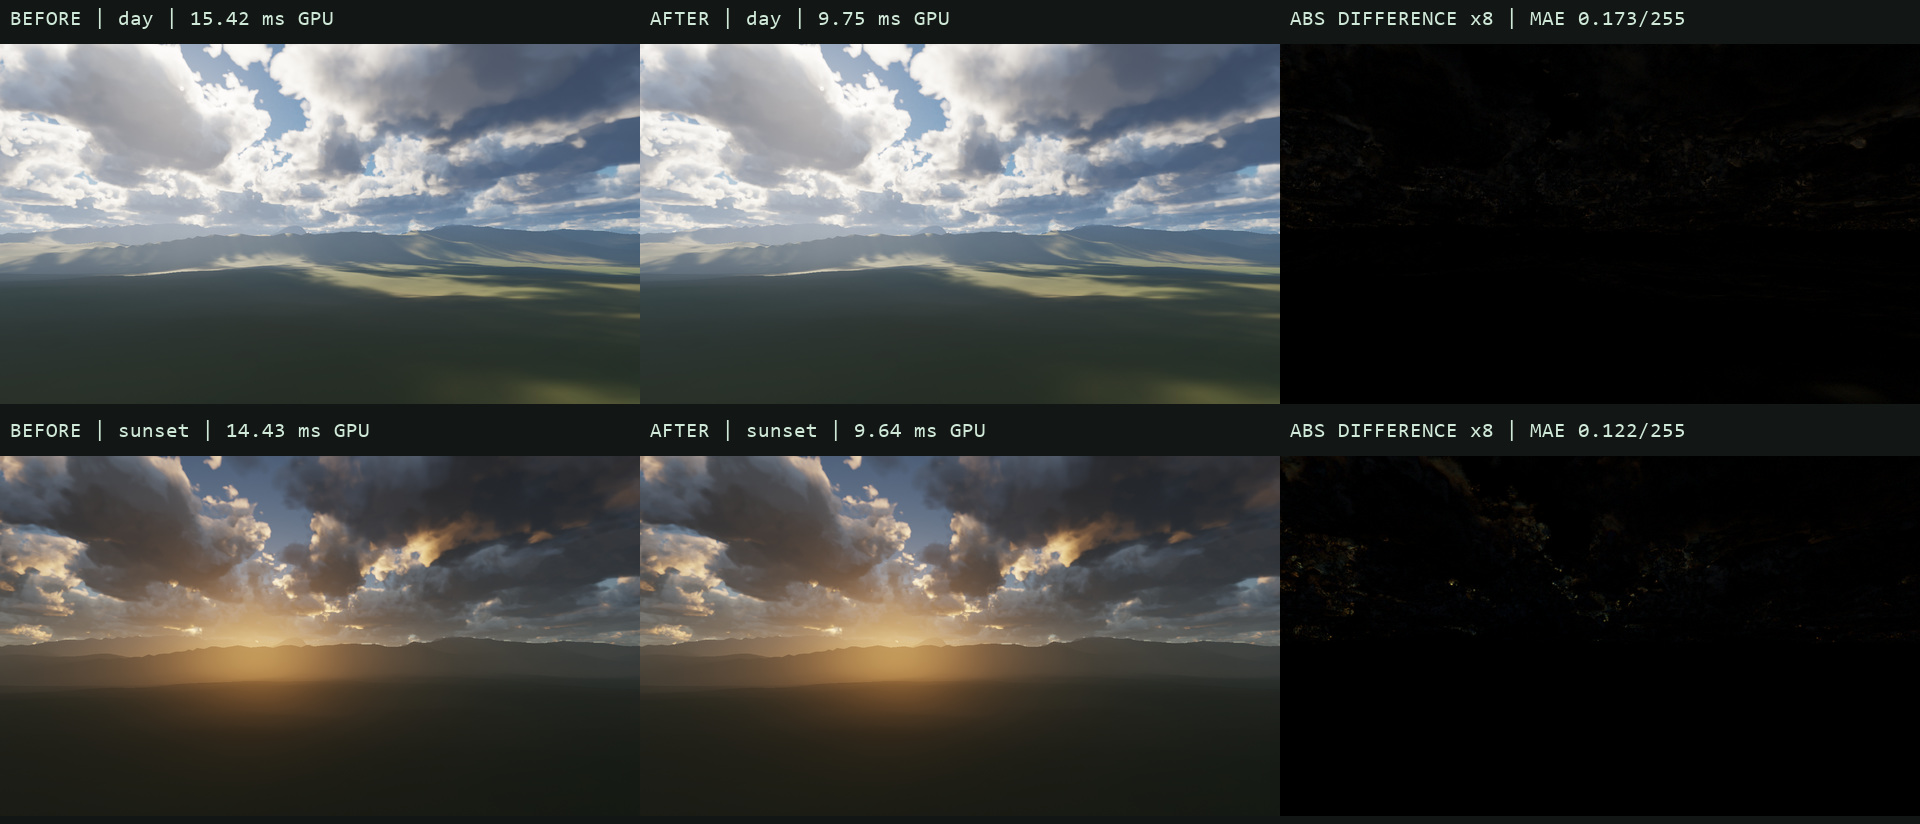 BEFORE | day | 15.42 ms GPU
AFTER | day | 9.75 ms GPU
ABS DIFFERENCE x8 | MAE 0.173/255
BEFORE | sunset | 14.43 ms GPU
AFTER | sunset | 9.64 ms GPU
ABS DIFFERENCE x8 | MAE 0.122/255